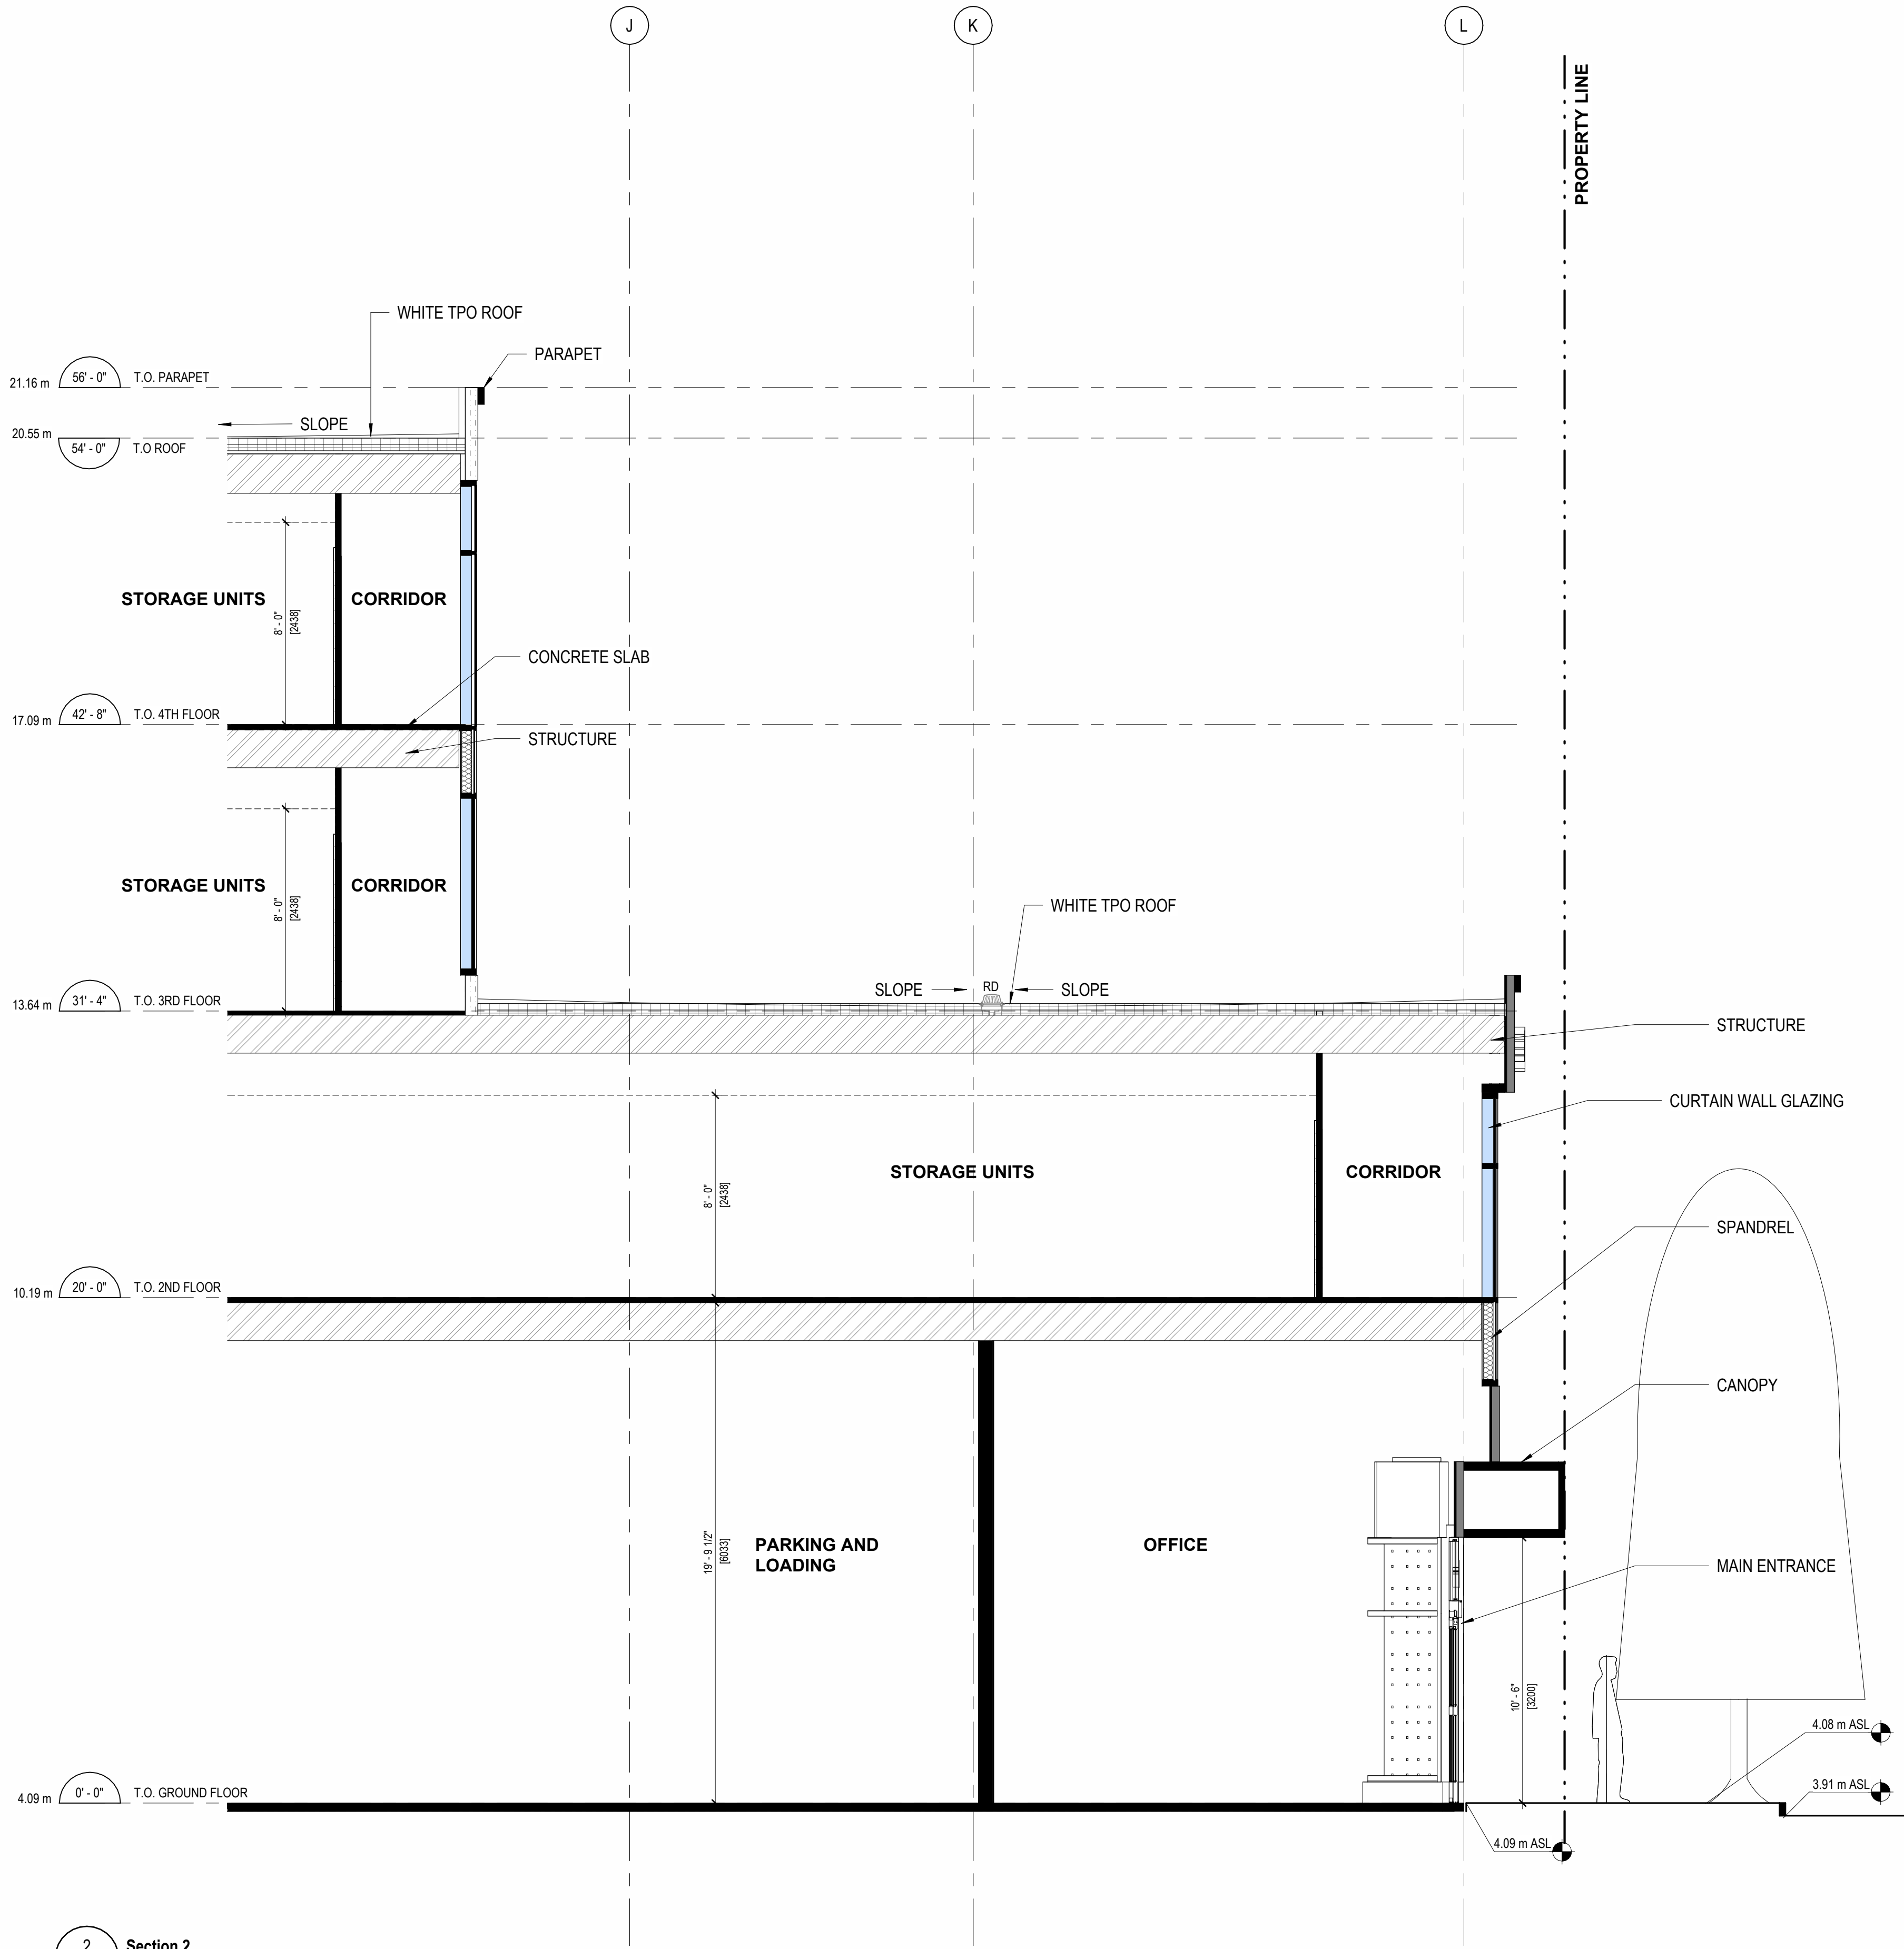 J
K
L
PROPERTY LINE
WHITE TPO ROOF
PARAPET
21.16 m 56' - 0" T.O. PARAPET
SLOPE
20.55 m
54' - 0" T.O ROOF
STORAGE UNITS CORRIDOR
8' - 0"
[2438]
CONCRETE SLAB
17.09 m 42' - 8" T.O. 4TH FLOOR
STRUCTURE
STORAGE UNITS CORRIDOR
8' - 0"
[2438]
WHITE TPO ROOF
SLOPE RD SLOPE
13.64 m 31' - 4" T.O. 3RD FLOOR
STRUCTURE
CURTAIN WALL GLAZING
STORAGE UNITS CORRIDOR
8' - 0"
[2438]
SPANDREL
10.19 m 20' - 0" T.O. 2ND FLOOR
CANOPY
19' - 9 1/2"
[6033]
PARKING AND
LOADING
OFFICE
MAIN ENTRANCE
10' - 6"
[3200]
4.08 m ASL
3.91 m ASL
4.09 m 0' - 0" T.O. GROUND FLOOR
4.09 m ASL
2 Section 2